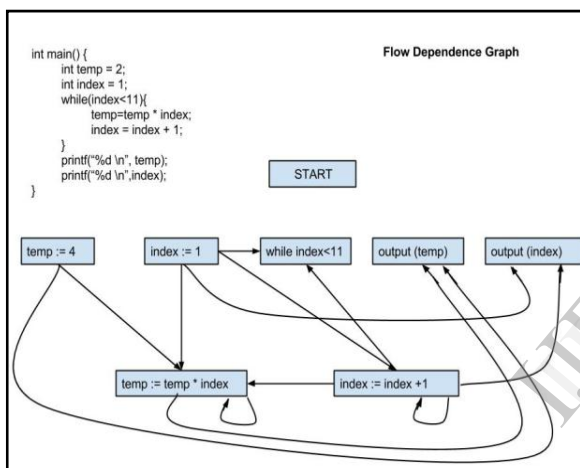 int main() {
int temp = 2;
int index = 1;
while(index<11){
temp=temp * index;
index = index + 1;
}
printf(“%d \n”, temp);
printf(“%d \n”,index);
}
Flow Dependence Graph
START
temp := 4
index := 1
while index<11
output (temp)
output (index)
temp := temp * index
index := index +1